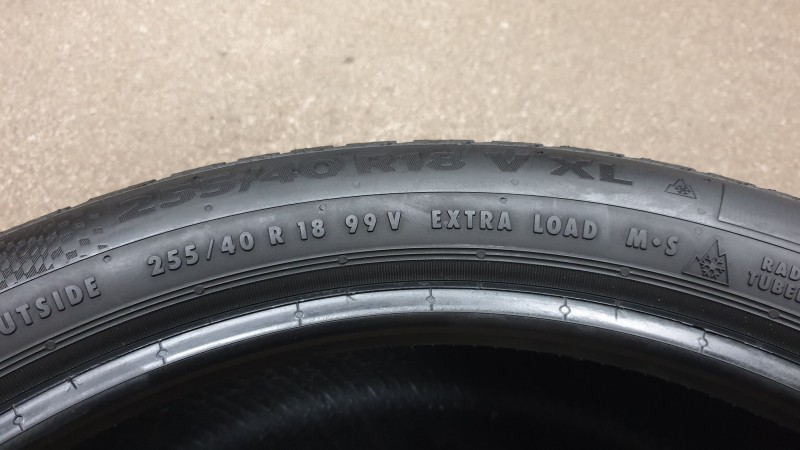 255/40 R18 V XL
OUTSIDE 255/40 R 18 99 V EXTRA LOAD M•S